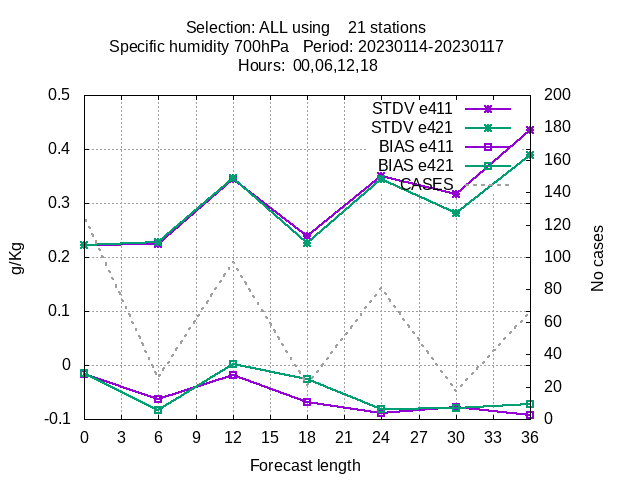 Selection: ALL using    21 stations
Specific humidity 700hPa   Period: 20230114-20230117
Hours:  00,06,12,18
0.5
0.4
0.3
0.2
0.1
0
-0.1
g/Kg
STDV e411
STDV e421
BIAS e411
BIAS e421
CASES
200
180
160
140
120
100
80
60
40
20
0
No cases
0 3 6 9 12 15 18 21 24 27 30 33 36
Forecast length